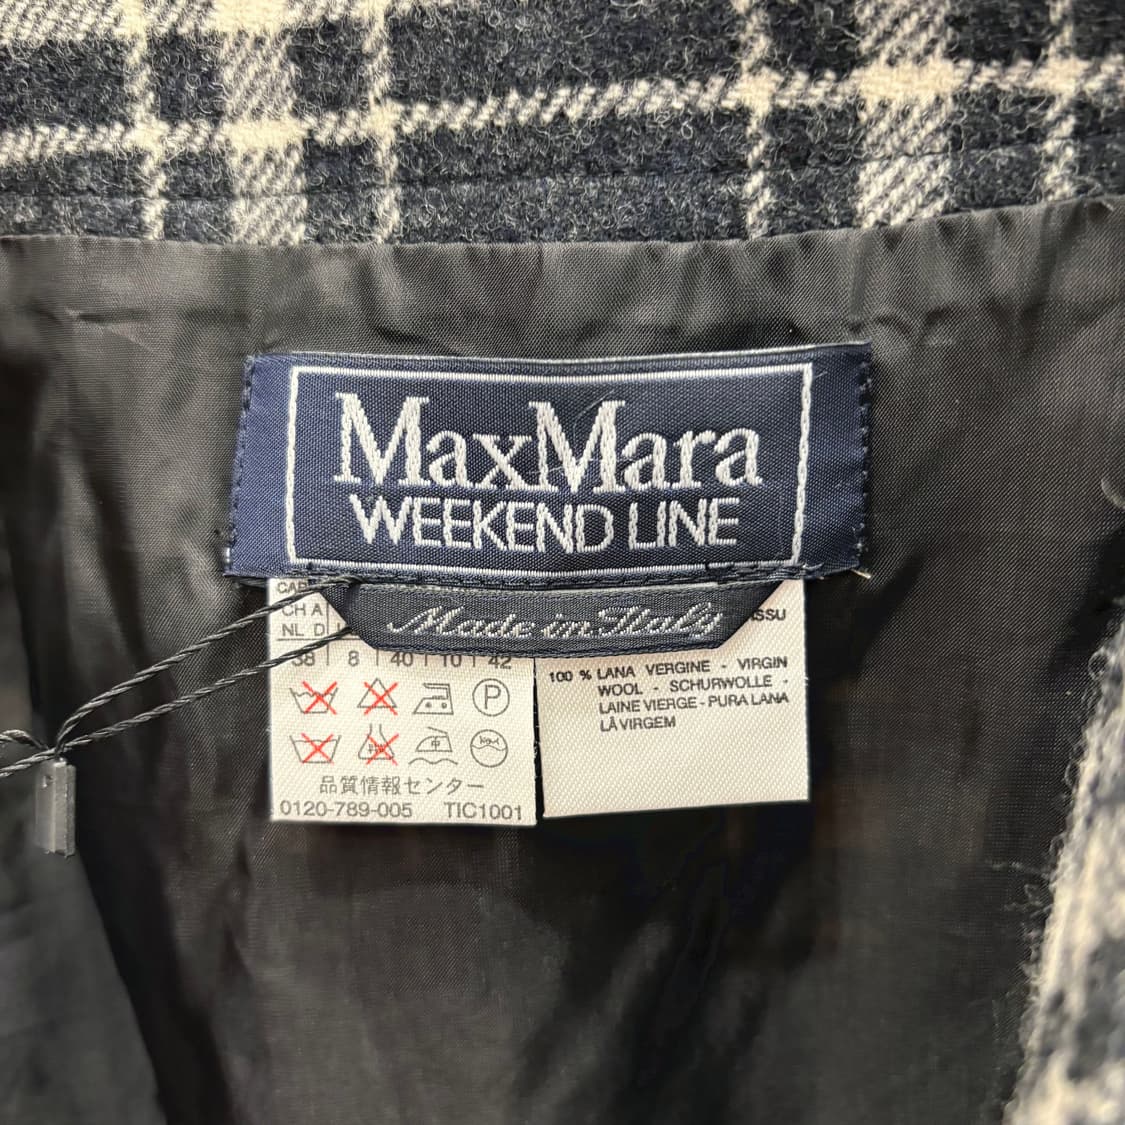 MaxMara
WEEKEND LINE
Made in Italy
CH A
NL D
38 8 40 10 42
P
品質情報センター
0120-789-005 TIC1001
100 % LANA VERGINE - VIRGIN
WOOL - SCHURWOLLE -
LAINE VIERGE - PURA LANA
LÃ VIRGEM